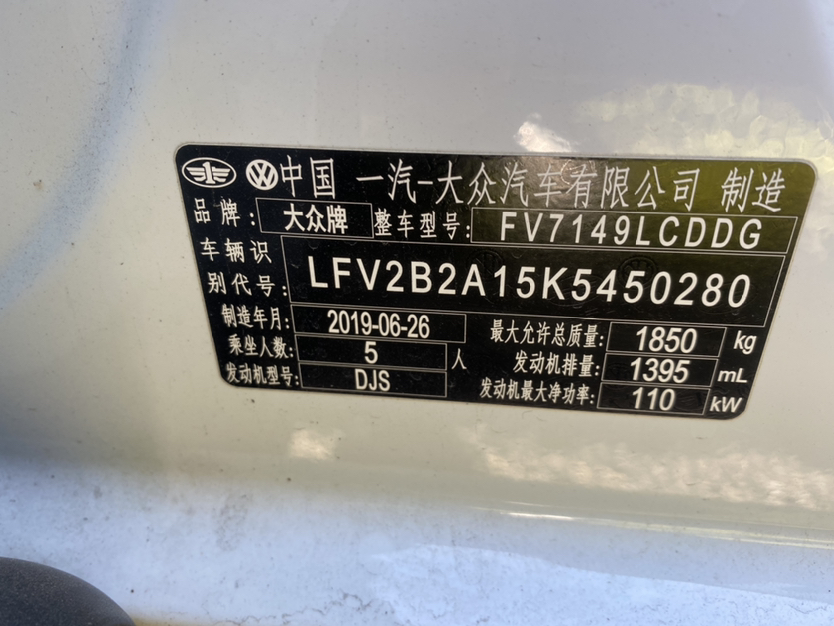 中国 一汽-大众汽车有限公司 制造
品牌: 大众牌 整车型号: FV7149LCDDG
车辆识别代号: LFV2B2A15K5450280
制造年月: 2019-06-26 最大允许总质量: 1850 kg
乘坐人数: 5 人 发动机排量: 1395 mL
发动机型号: DJS 发动机最大净功率: 110 kW